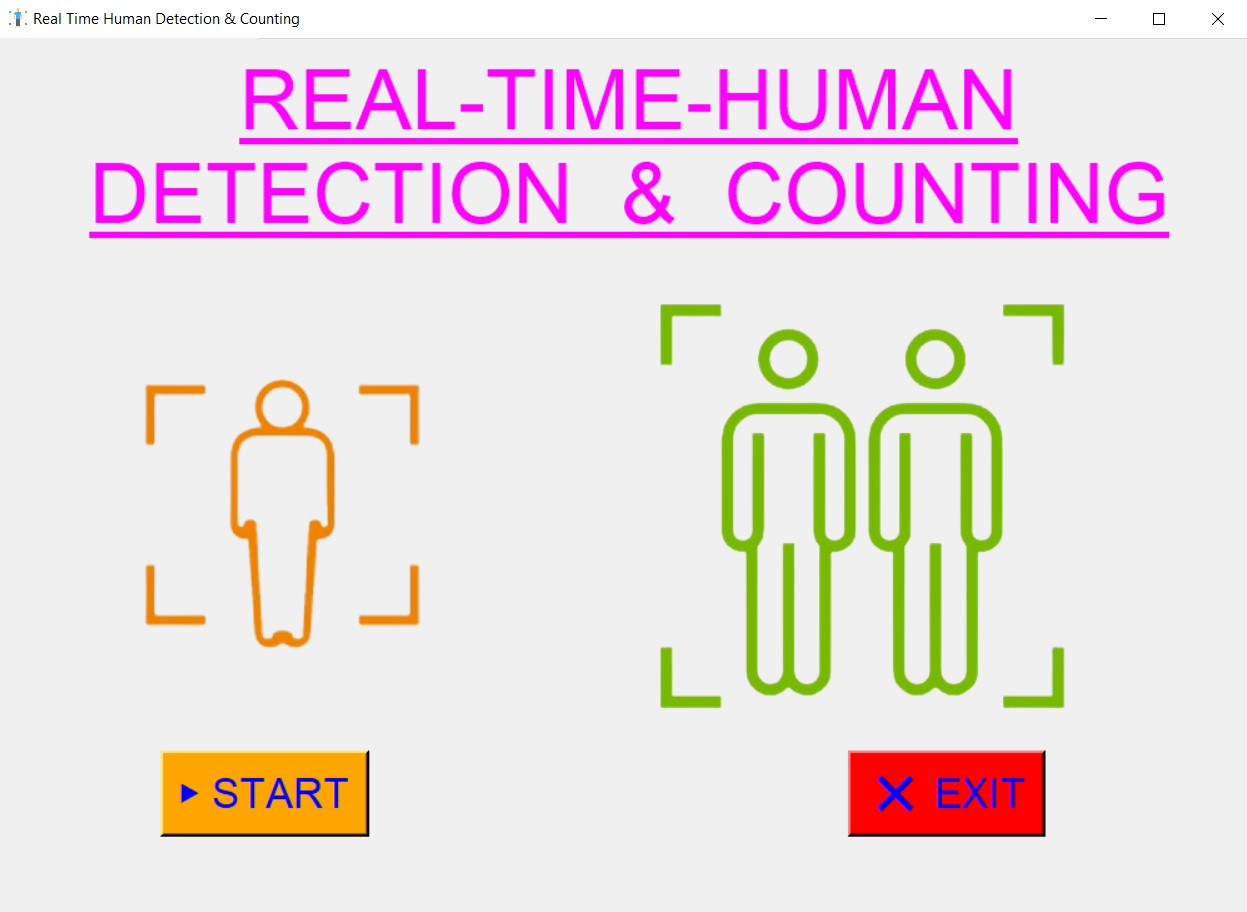 Real Time Human Detection & Counting
REAL-TIME-HUMAN
DETECTION & COUNTING
START
EXIT